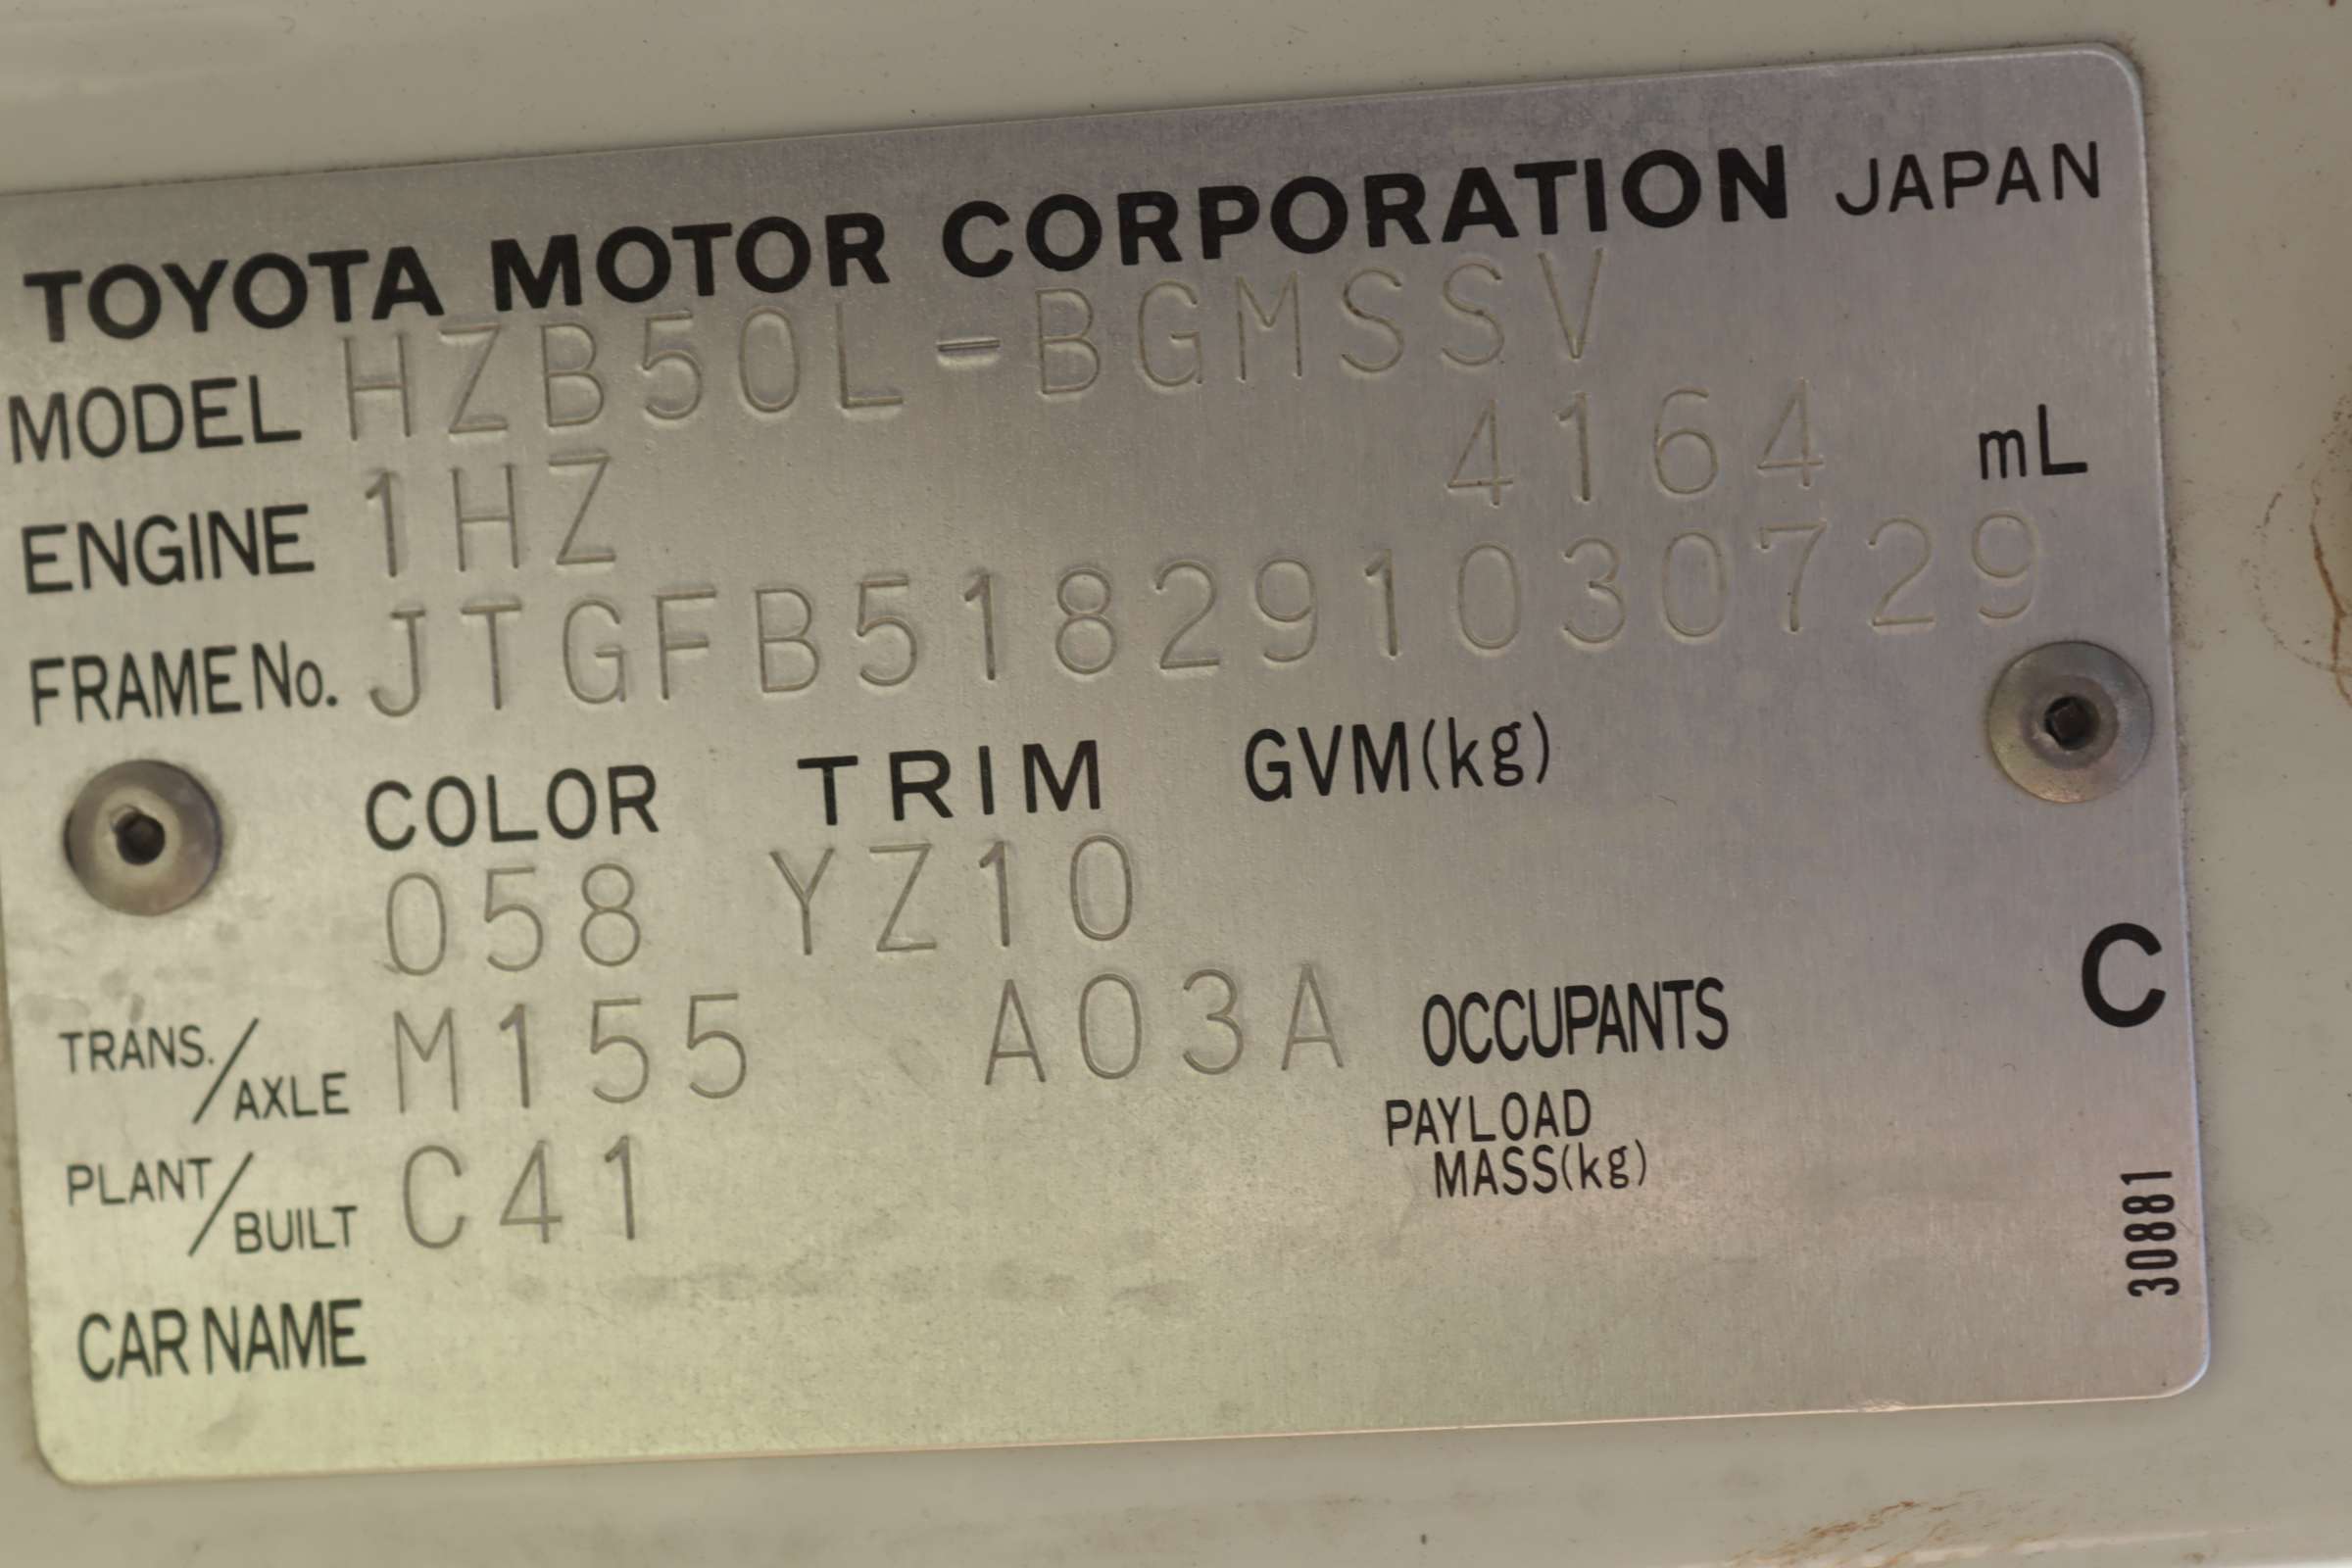 TOYOTA MOTOR CORPORATION JAPAN
MODEL HZB50L-BGMSSV
ENGINE 1HZ 4164 mL
FRAME No. JTGFB518291030729
COLOR TRIM GVM(kg)
058 YZ10
TRANS./AXLE M155 A03A OCCUPANTS C
PAYLOAD MASS(kg)
PLANT/BUILT C41
CAR NAME
30881